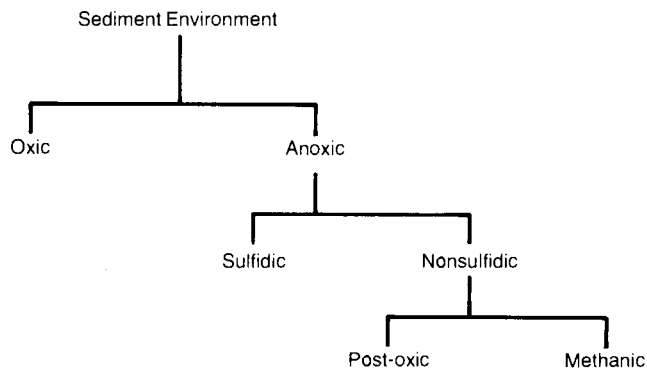 Sediment Environment
Oxic
Anoxic
Sulfidic
Nonsulfidic
Post-oxic
Methanic